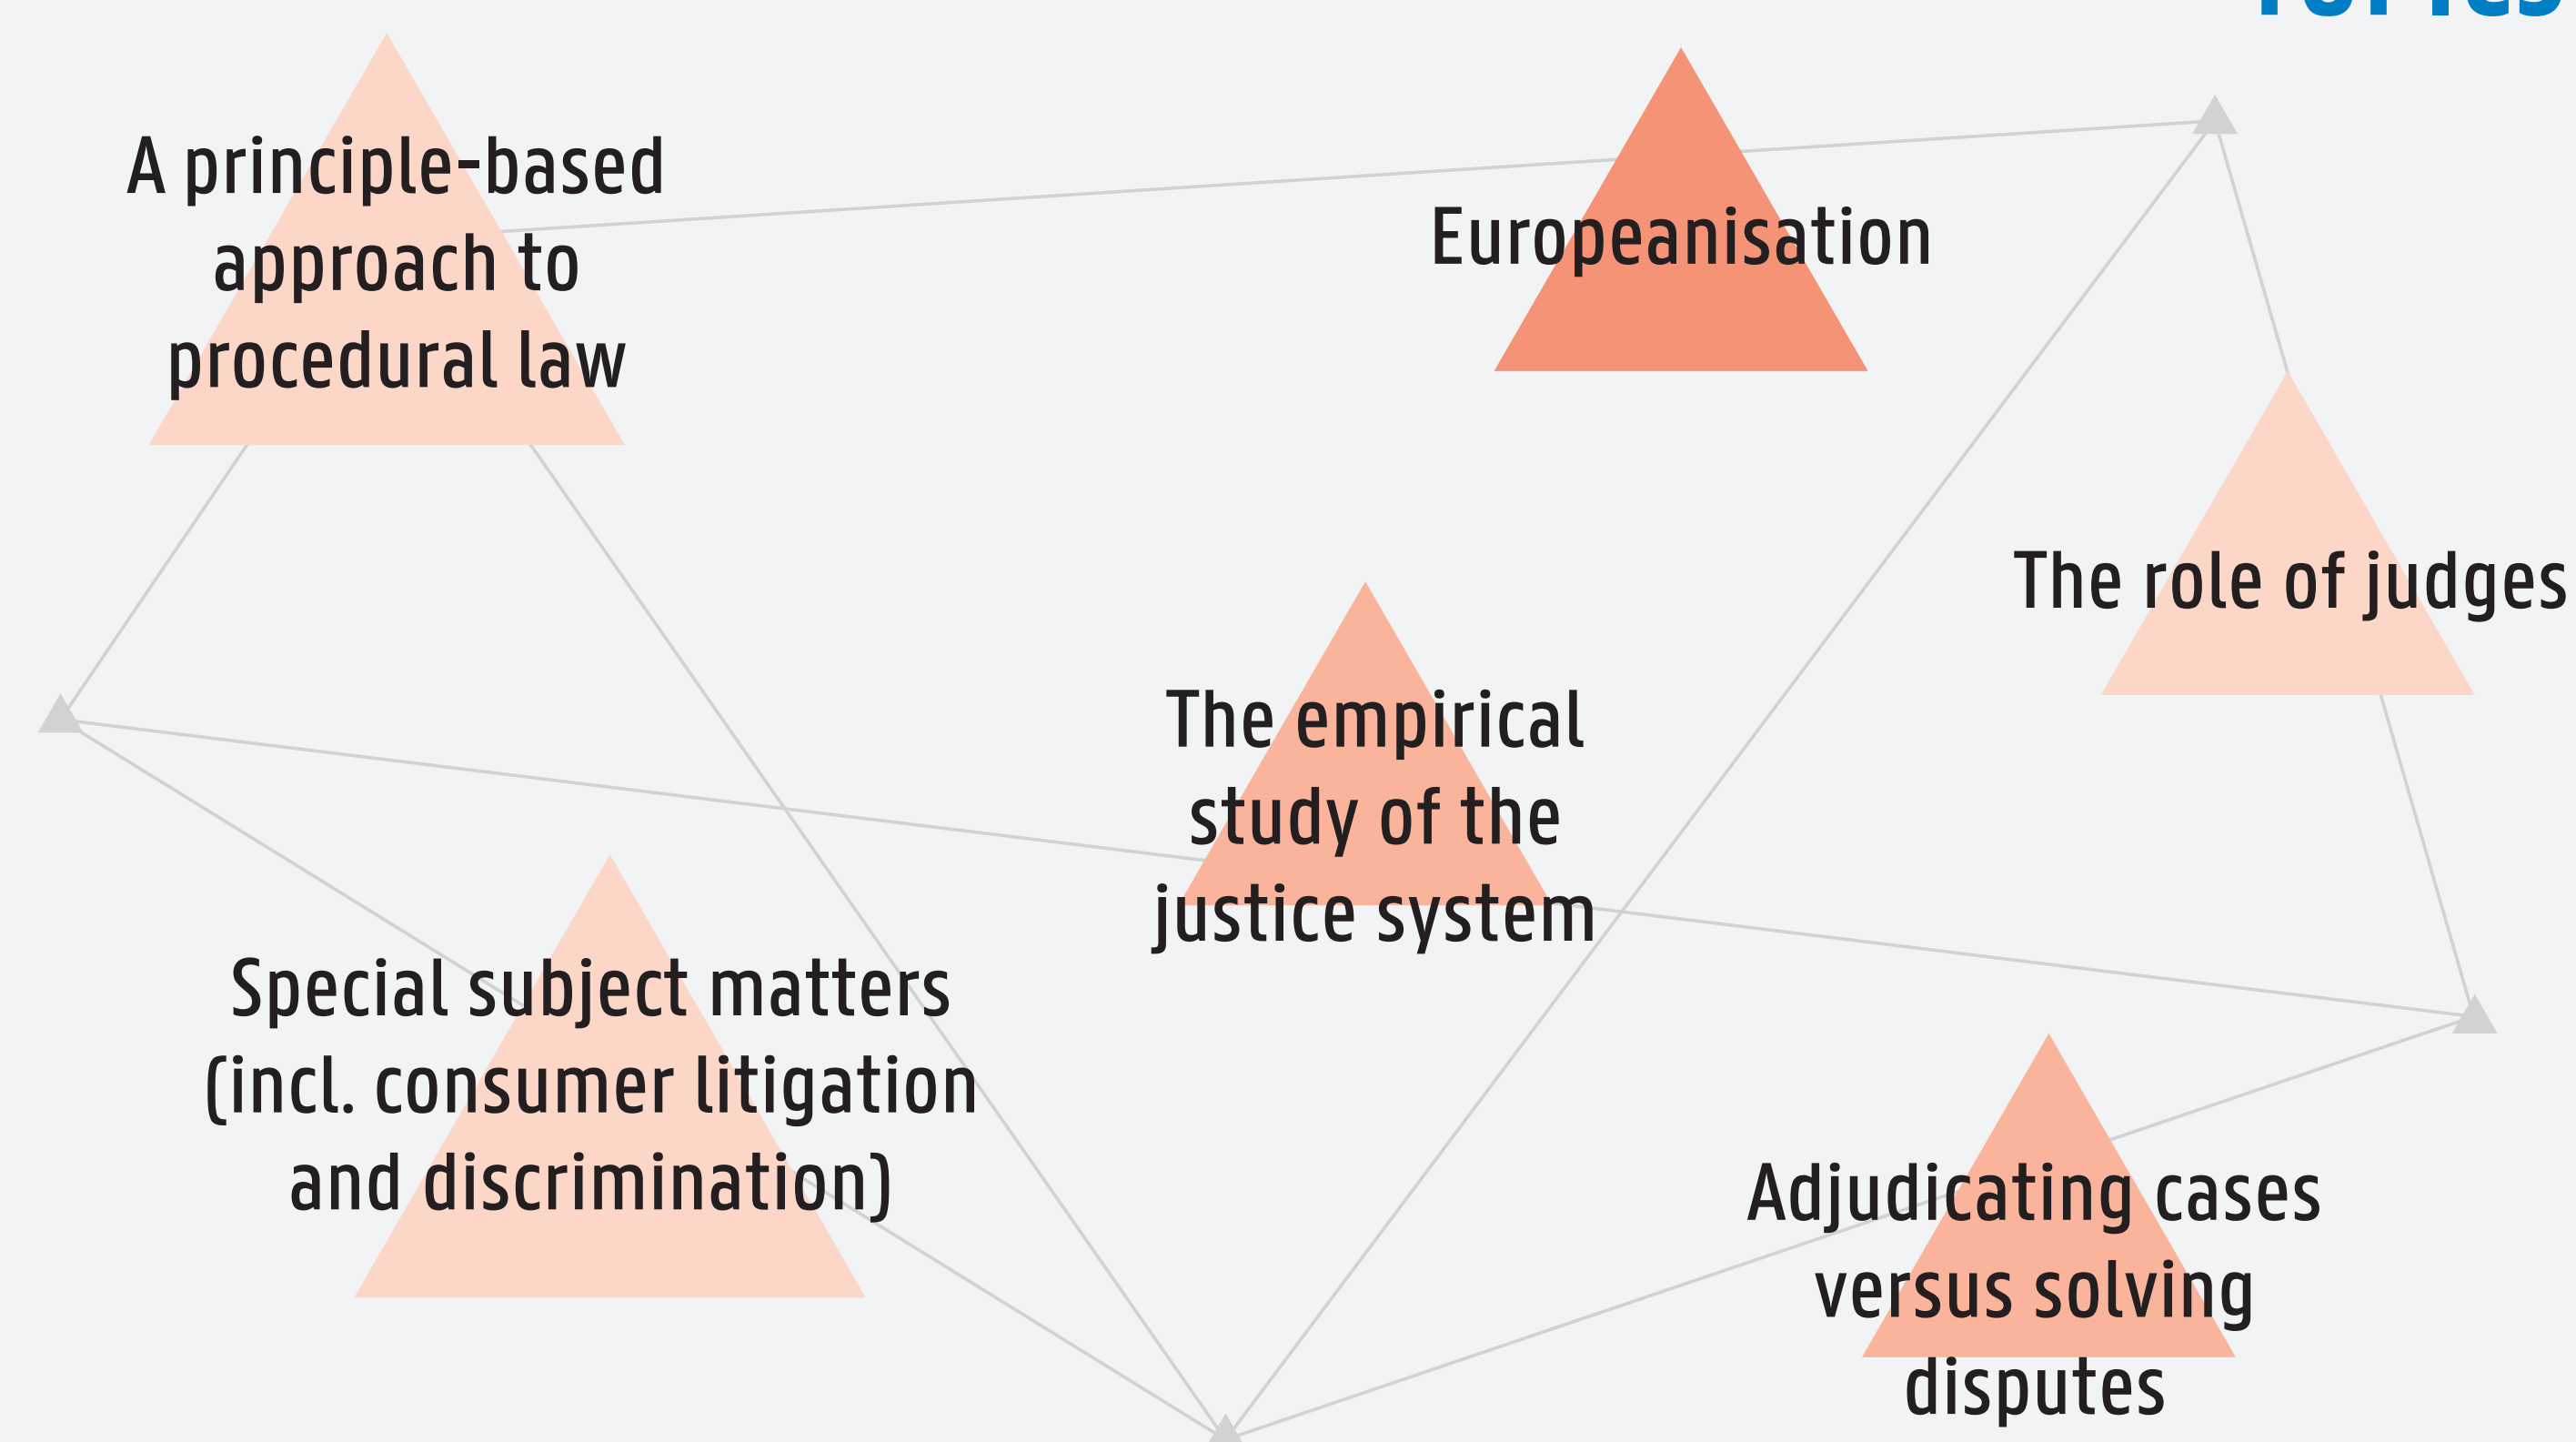 A principle-based
approach to
procedural law
Europeanisation
The role of judges
The empirical
study of the
justice system
Special subject matters
(incl. consumer litigation
and discrimination)
Adjudicating cases
versus solving
disputes